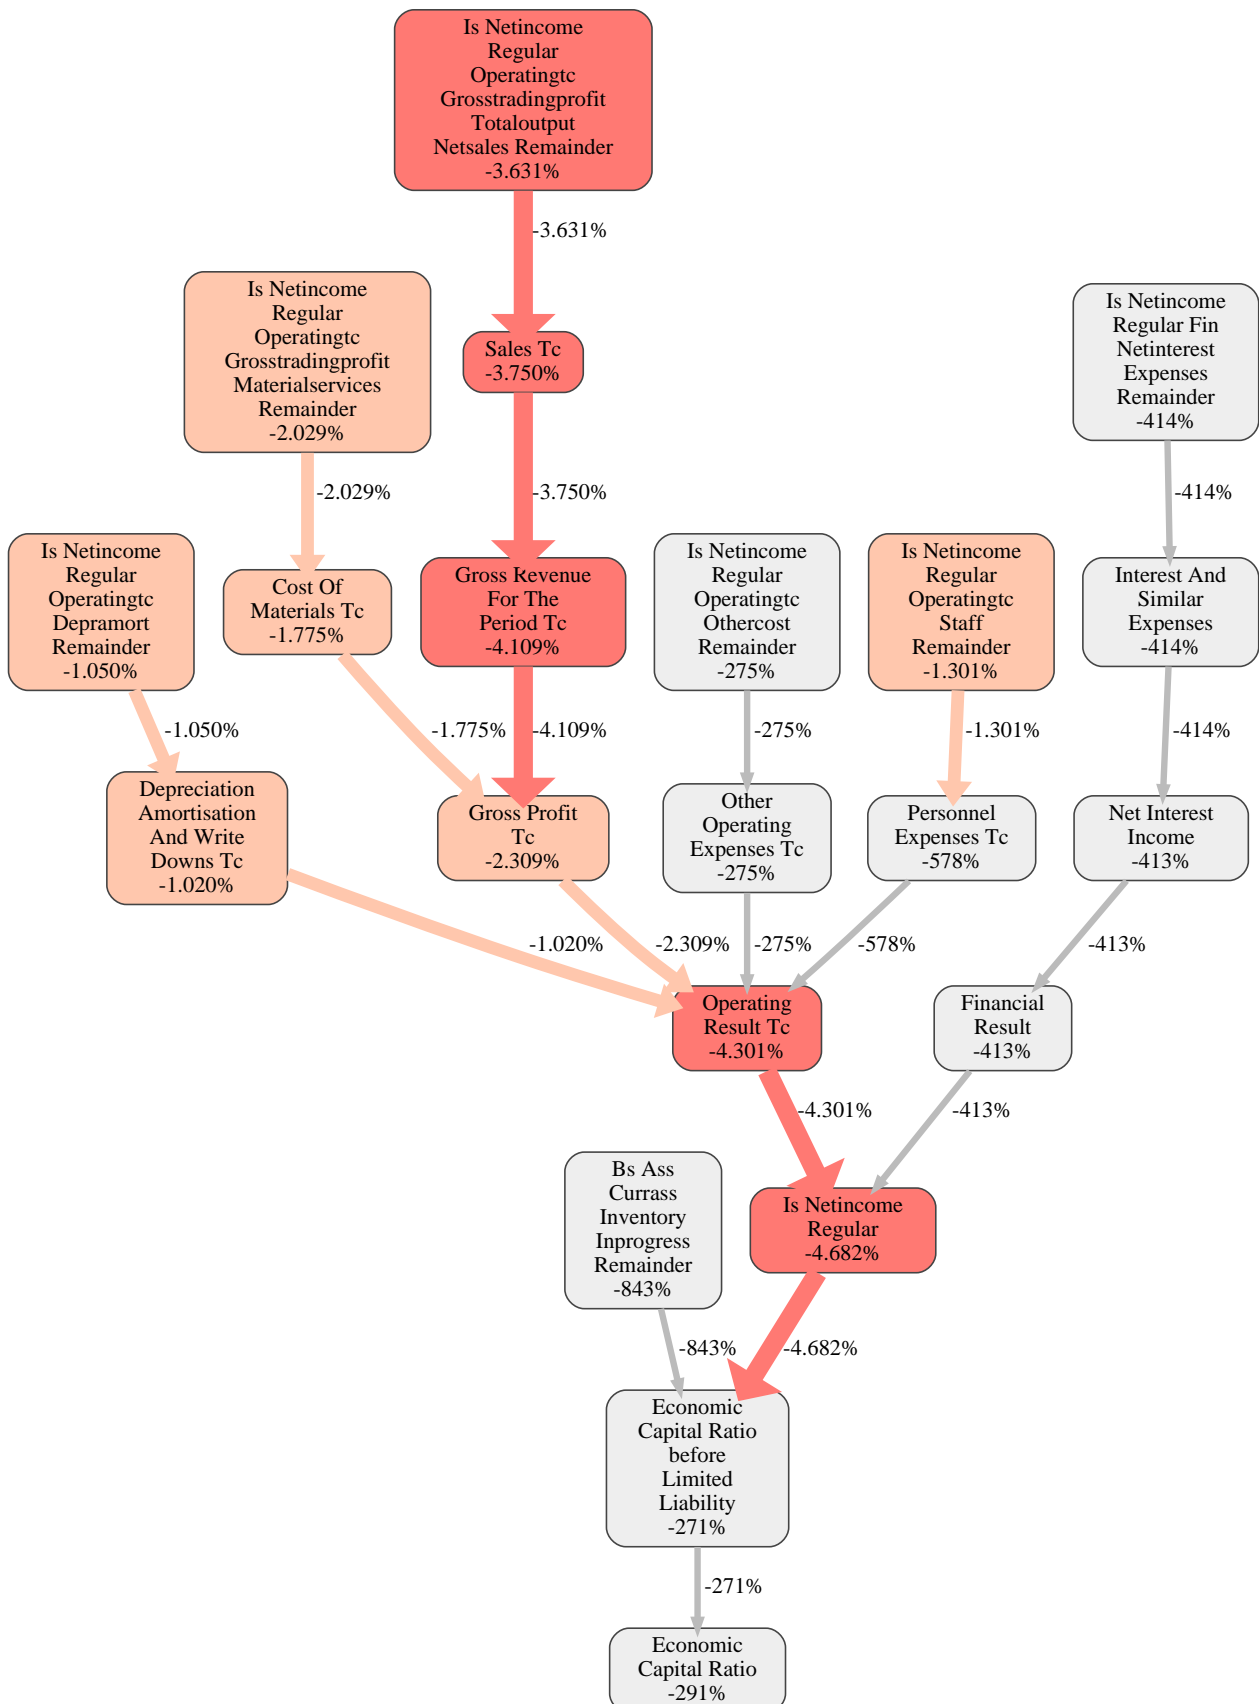 Is Netincome
Regular
Operatingtc
Grosstradingprofit
Totaloutput
Netsales Remainder
-3.631%
-3.631%
Is Netincome
Regular
Operatingtc
Grosstradingprofit
Materialservices
Remainder
-2.029%
Sales Tc
-3.750%
Is Netincome
Regular Fin
Netinterest
Expenses
Remainder
-414%
-2.029%
-3.750%
-414%
Is Netincome
Regular
Operatingtc
Depramort
Remainder
-1.050%
Cost Of
Materials Tc
-1.775%
Gross Revenue
For The
Period Tc
-4.109%
Is Netincome
Regular
Operatingtc
Othercost
Remainder
-275%
Is Netincome
Regular
Operatingtc
Staff
Remainder
-1.301%
Interest And
Similar
Expenses
-414%
-1.050%
-1.775%
-4.109%
-275%
-1.301%
-414%
Depreciation
Amortisation
And Write
Downs Tc
-1.020%
Gross Profit
Tc
-2.309%
Other
Operating
Expenses Tc
-275%
Personnel
Expenses Tc
-578%
Net Interest
Income
-413%
-1.020%
-2.309%
-275%
-578%
-413%
Operating
Result Tc
-4.301%
Financial
Result
-413%
-4.301%
-413%
Bs Ass
Currass
Inventory
Inprogress
Remainder
-843%
Is Netincome
Regular
-4.682%
-843%
-4.682%
Economic
Capital Ratio
before
Limited
Liability
-271%
-271%
Economic
Capital Ratio
-291%